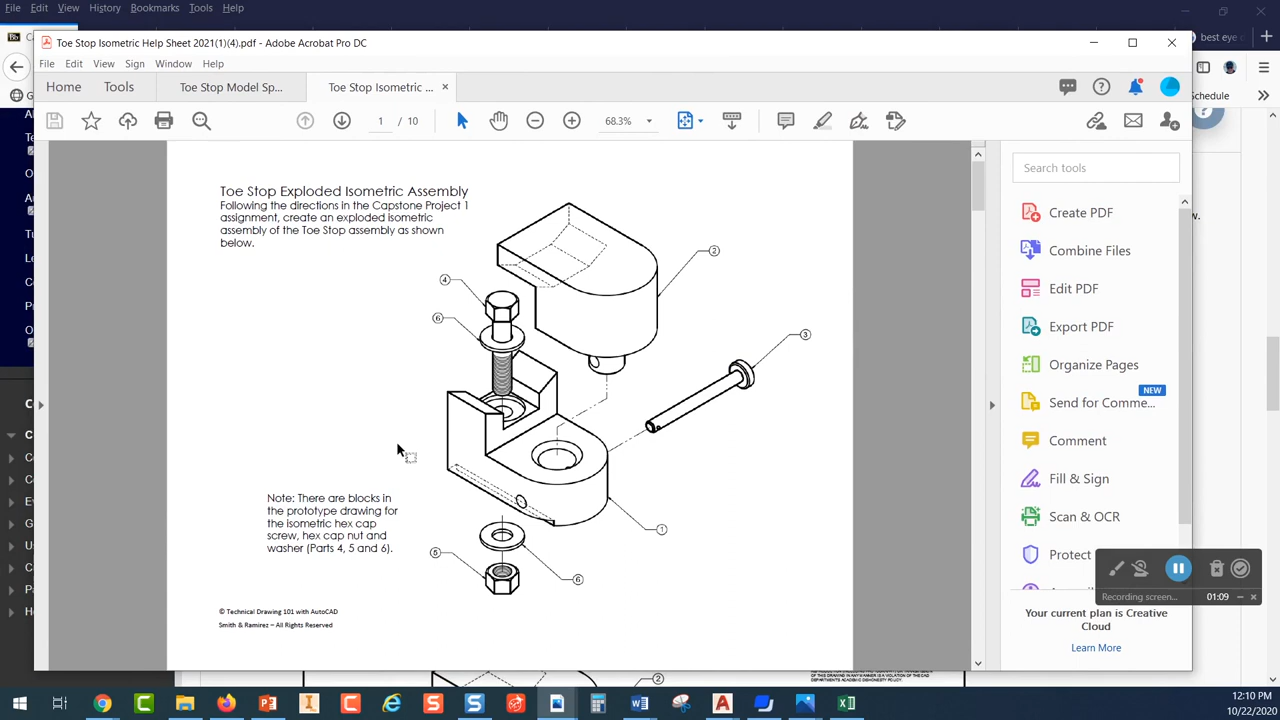 File Edit View History Bookmarks Tools Help
Toe Stop Isometric Help Sheet 2021(1)(4).pdf - Adobe Acrobat Pro DC
best eye
File Edit View Sign Window Help
Home Tools Toe Stop Model Sp... Toe Stop Isometric ... ×
Schedule
1 / 10 68.3%
Search tools
Create PDF
Combine Files
Edit PDF
Export PDF
Organize Pages
NEW
Send for Comme...
Comment
Fill & Sign
Scan & OCR
Protect
Toe Stop Exploded Isometric Assembly
Following the directions in the Capstone Project 1
assignment, create an exploded isometric
assembly of the Toe Stop assembly as shown
below.
2
4
6
3
1
5
6
Note: There are blocks in
the prototype drawing for
the isometric hex cap
screw, hex cap nut and
washer (Parts 4, 5 and 6).
© Technical Drawing 101 with AutoCAD
Smith & Ramirez – All Rights Reserved
Recording screen... 01:09
Your current plan is Creative
Cloud
Learn More
2
12:10 PM
10/22/2020